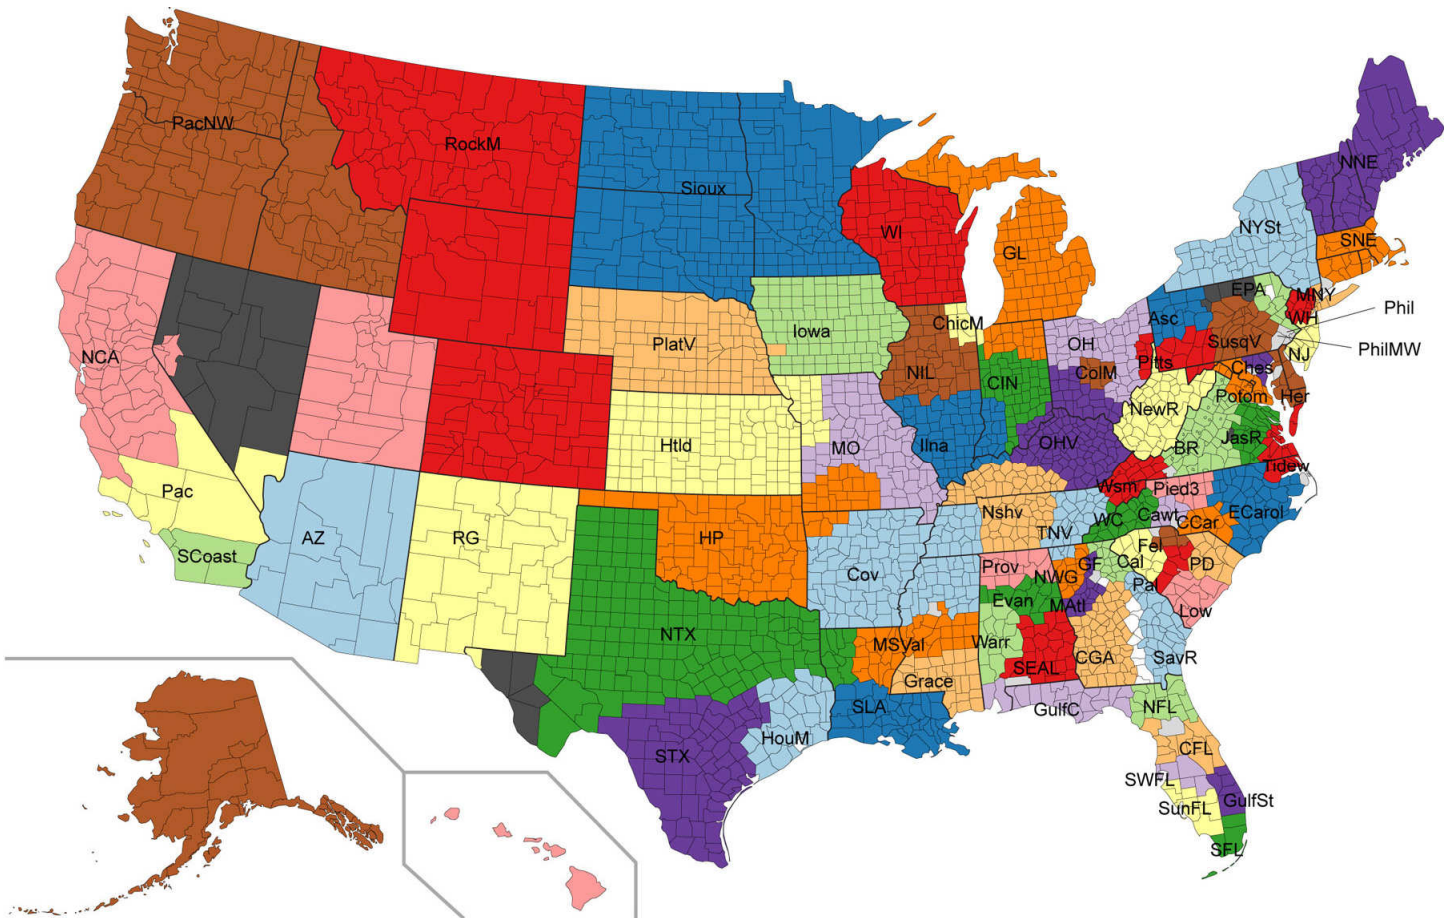 PacNW
RockM
Sioux
WI
GL
NNE
NYSt
SNE
EPA
MNY
WH
Phil
PhilMW
NJ
NCA
PlatV
Iowa
ChicM
NIL
OH
ColM
Asc
Pitts
SusqV
Ches
Potom
Her
CIN
NewR
BR
JasR
Tidew
Htld
MO
Ilna
OHV
Wsm
Pied3
Pac
SCoast
AZ
RG
HP
Nshv
TNV
WC
Cawt
CCar
ECarol
Cov
Prov
NWG
GF
Cal
Fel
PD
Pal
Low
Evan
MAtl
NTX
MSVal
Warr
SEAL
CGA
SavR
Grace
SLA
GulfC
NFL
STX
HouM
CFL
SWFL
SunFL
GulfSt
SFL